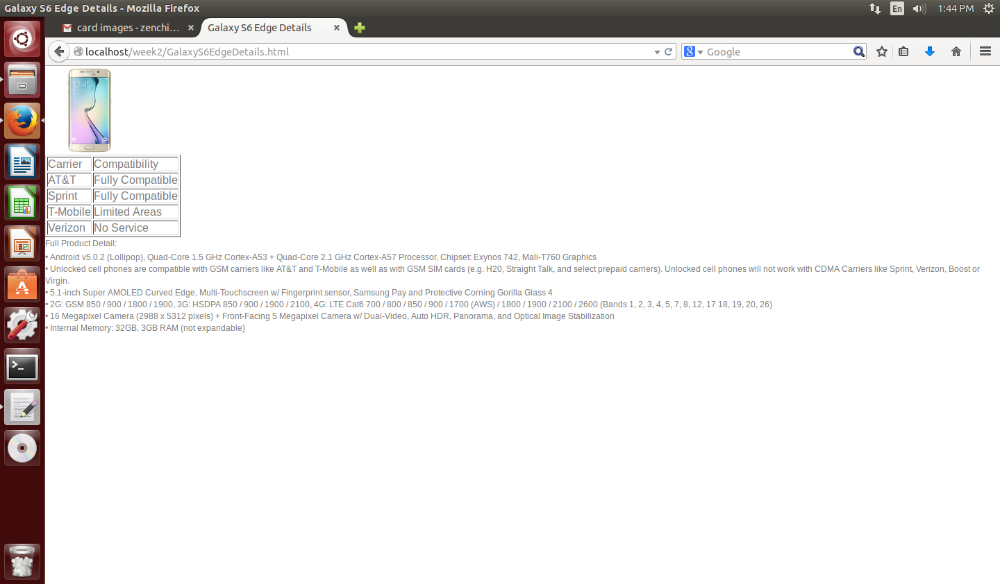 Galaxy S6 Edge Details - Mozilla Firefox
En
1:44 PM
card images - zenchi...
Galaxy S6 Edge Details
localhost/week2/GalaxyS6EdgeDetails.html
Google
12:45
Carrier Compatibility
AT&T Fully Compatible
Sprint Fully Compatible
T-Mobile Limited Areas
Verizon No Service
Full Product Detail:
• Android v5.0.2 (Lollipop), Quad-Core 1.5 GHz Cortex-A53 + Quad-Core 2.1 GHz Cortex-A57 Processor, Chipset: Exynos 742, Mali-T760 Graphics
• Unlocked cell phones are compatible with GSM carriers like AT&T and T-Mobile as well as with GSM SIM cards (e.g. H20, Straight Talk, and select prepaid carriers). Unlocked cell phones will not work with CDMA Carriers like Sprint, Verizon, Boost or
Virgin.
• 5.1-inch Super AMOLED Curved Edge, Multi-Touchscreen w/ Fingerprint sensor, Samsung Pay and Protective Corning Gorilla Glass 4
• 2G: GSM 850 / 900 / 1800 / 1900, 3G: HSDPA 850 / 900 / 1900 / 2100, 4G: LTE Cat6 700 / 800 / 850 / 900 / 1700 (AWS) / 1800 / 1900 / 2100 / 2600 (Bands 1, 2, 3, 4, 5, 7, 8, 12, 17 18, 19, 20, 26)
• 16 Megapixel Camera (2988 x 5312 pixels) + Front-Facing 5 Megapixel Camera w/ Dual-Video, Auto HDR, Panorama, and Optical Image Stabilization
• Internal Memory: 32GB, 3GB RAM (not expandable)